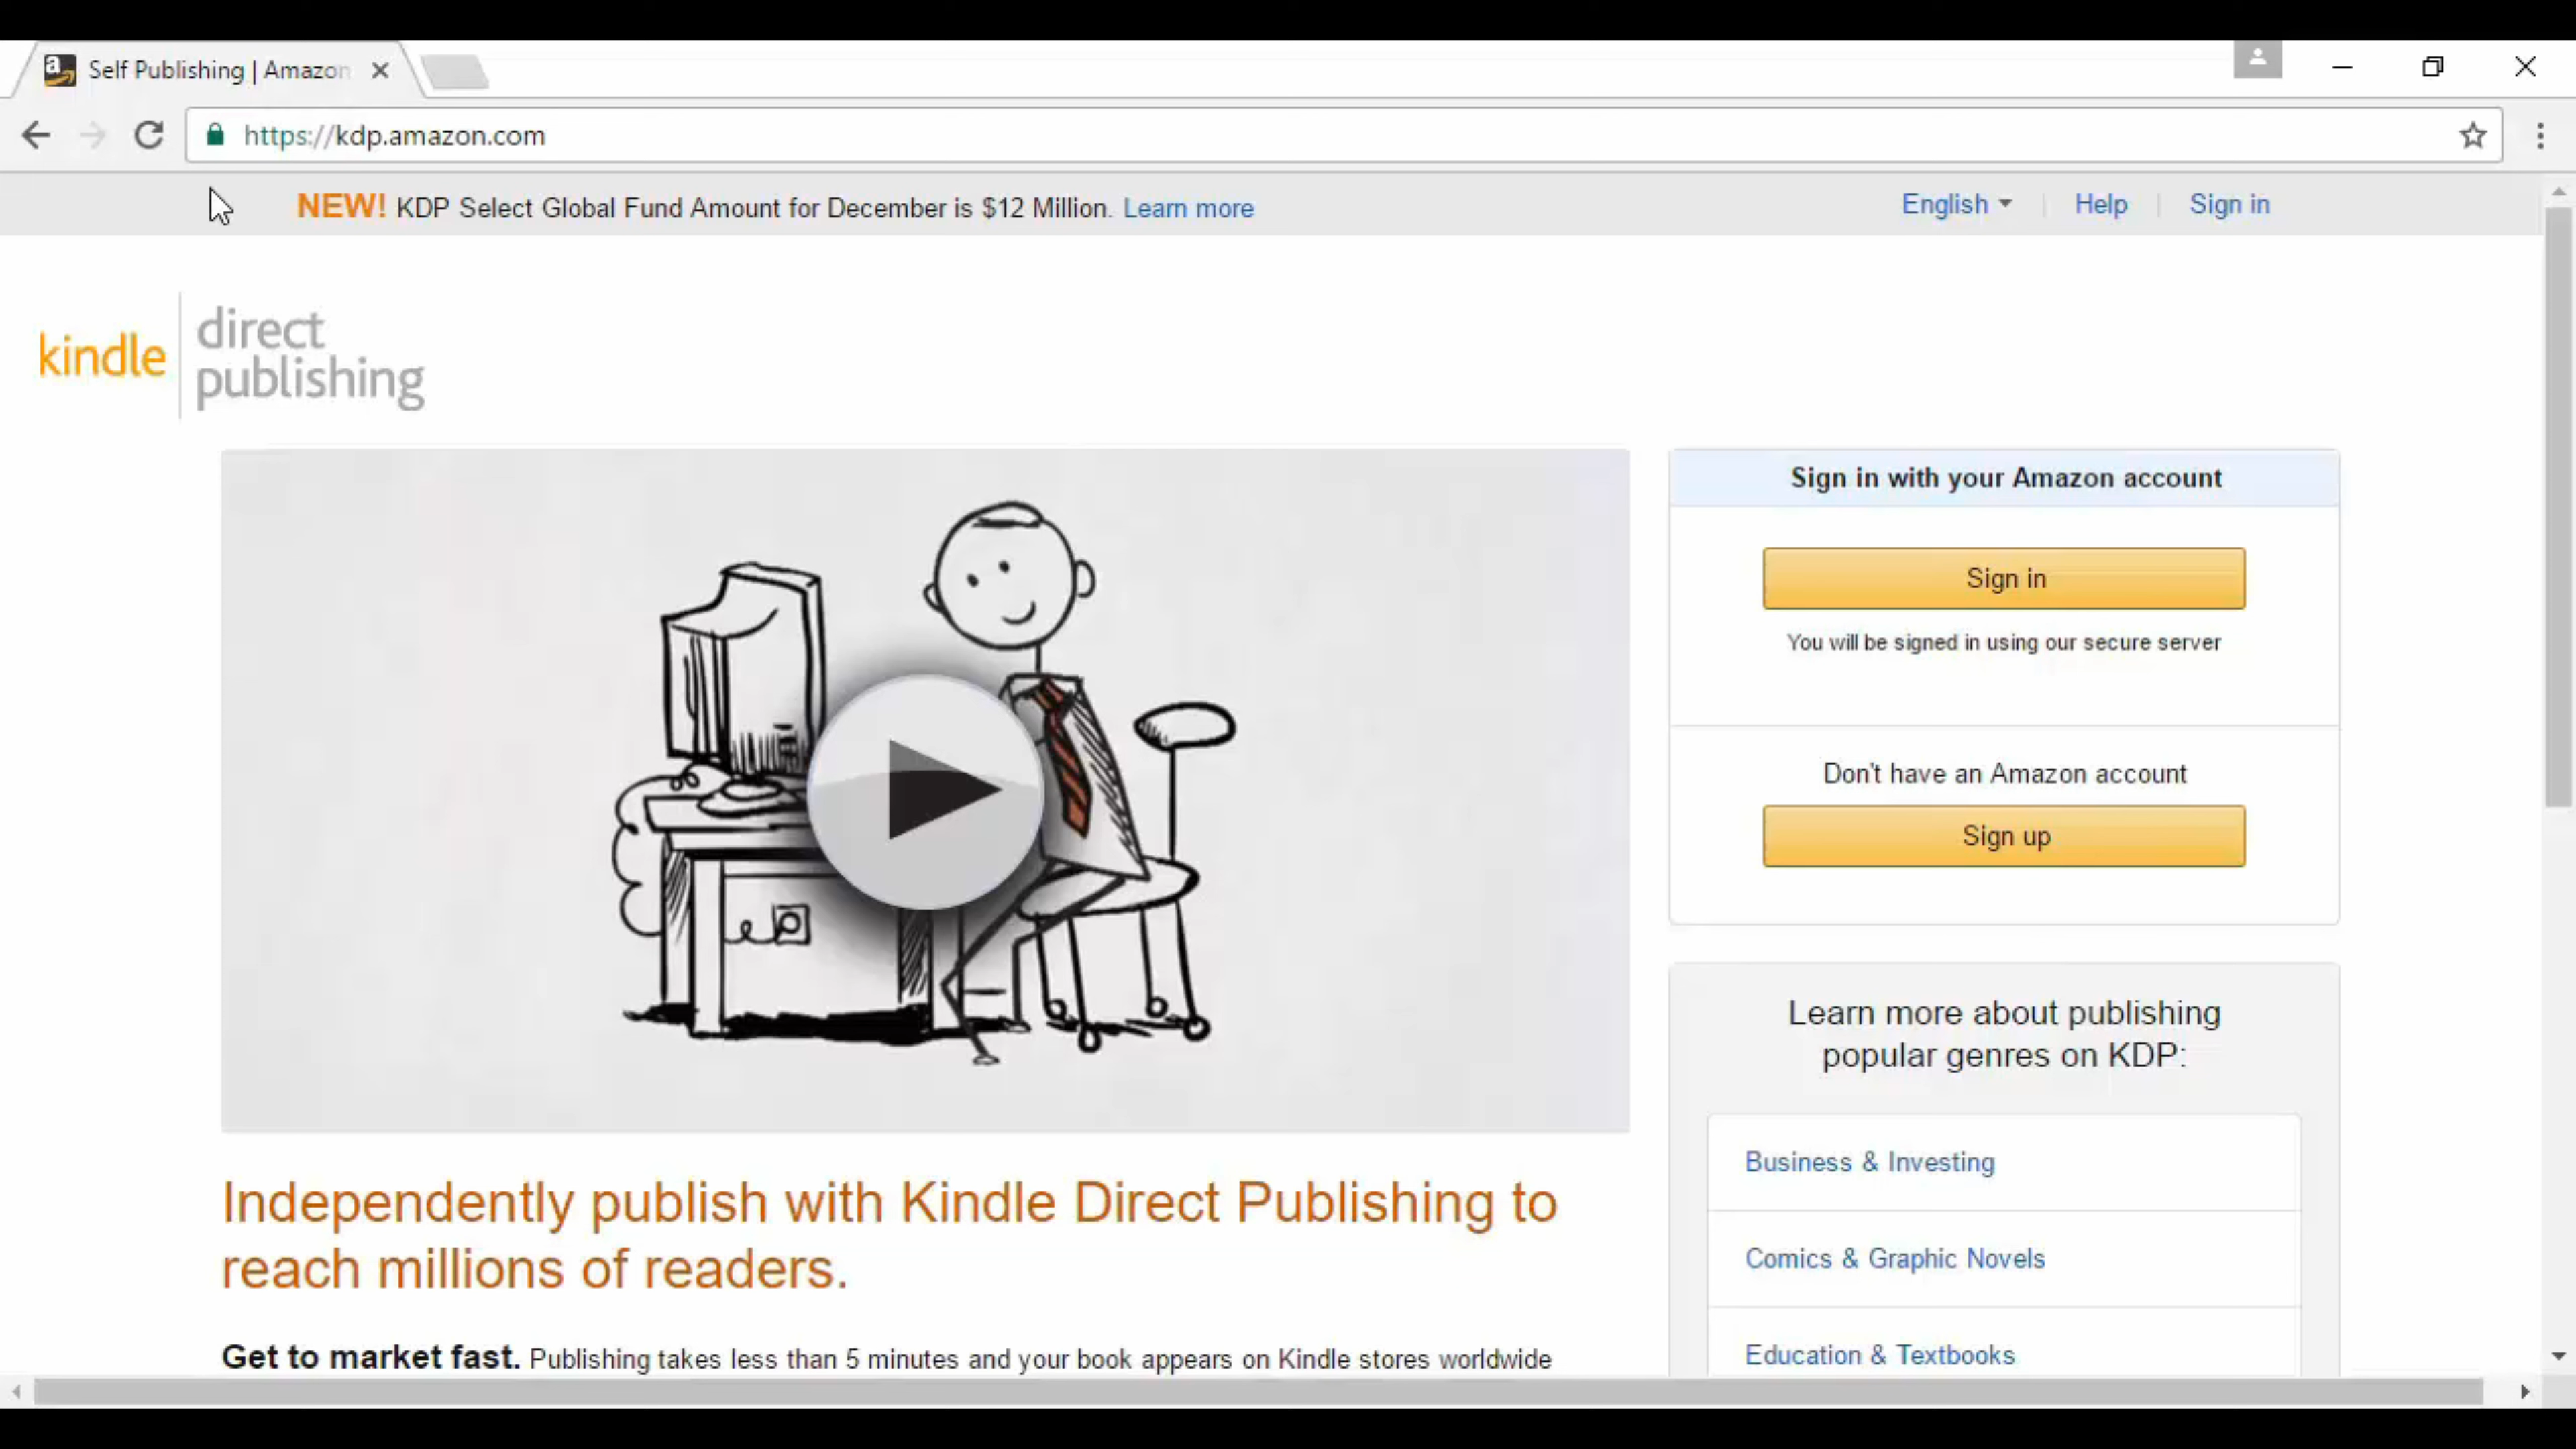 Self Publishing | Amazon
https://kdp.amazon.com
NEW! KDP Select Global Fund Amount for December is $12 Million. Learn more
English
Help
Sign in
kindle
direct
publishing
Sign in with your Amazon account
Sign in
You will be signed in using our secure server
Don't have an Amazon account
Sign up
Learn more about publishing
popular genres on KDP:
Business & Investing
Comics & Graphic Novels
Education & Textbooks
Independently publish with Kindle Direct Publishing to
reach millions of readers.
Get to market fast. Publishing takes less than 5 minutes and your book appears on Kindle stores worldwide